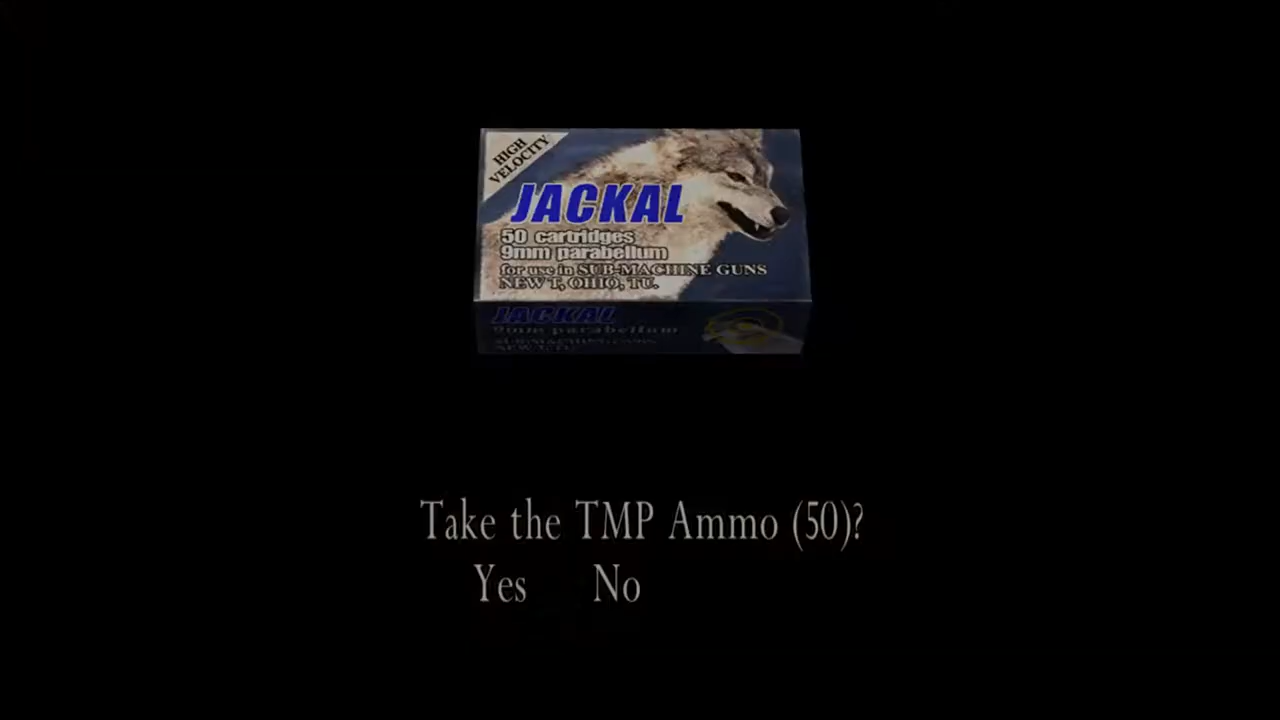 HIGH
VELOCITY
JACKAL
50 cartridges
9mm parabellum
for use in SUB-MACHINE GUNS
NEW T, OHIO, TU.
JACKAL
9mm parabellum
Take the TMP Ammo (50)?
Yes No